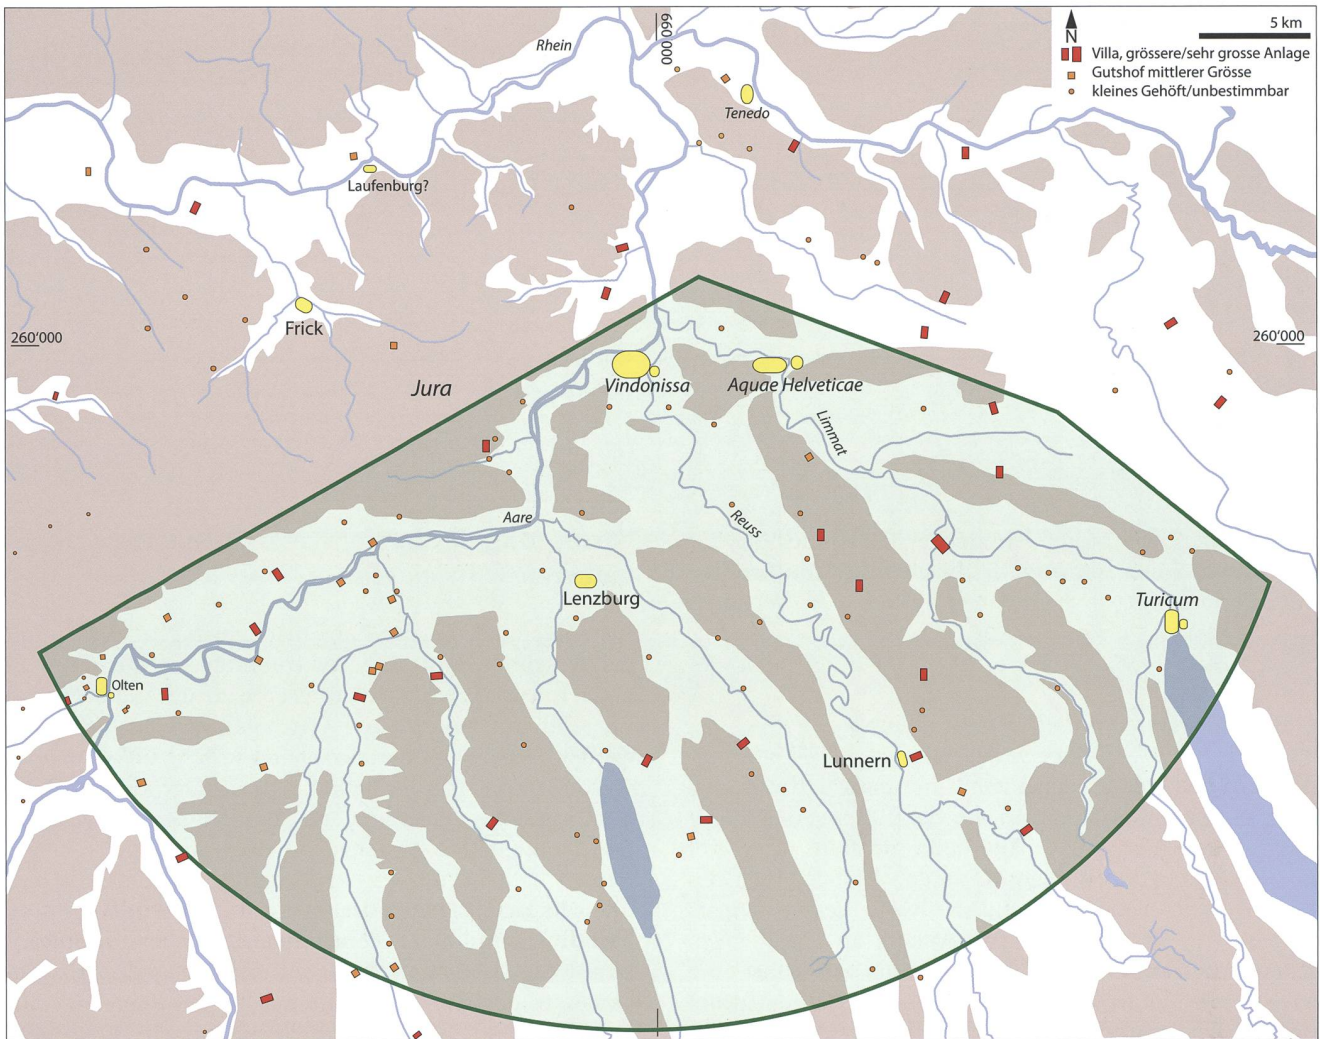 Rhein
660 000
5 km
N
Villa, grössere/sehr grosse Anlage
Gutshof mittlerer Grösse
kleines Gehöft/unbestimmbar
Tenedo
Laufenburg?
Frick
260'000
260'000
Jura
Vindonissa
Aquae Helveticae
Limmat
Reuss
Aare
Lenzburg
Turicum
Olten
Lunnern